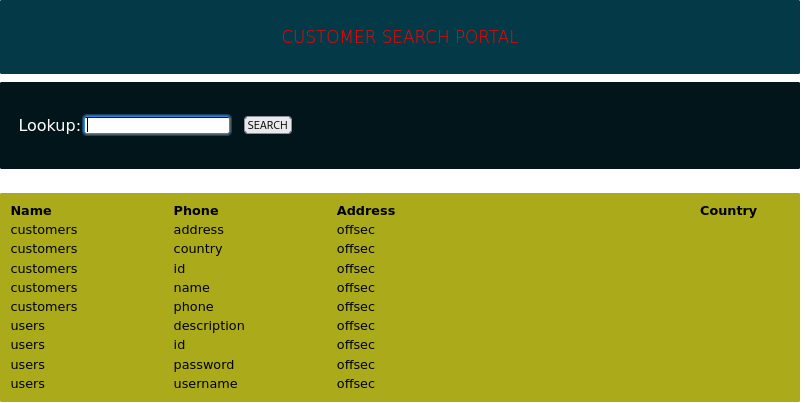 CUSTOMER SEARCH PORTAL
Lookup: SEARCH
Name Phone Address Country
customers address offsec
customers country offsec
customers id offsec
customers name offsec
customers phone offsec
users description offsec
users id offsec
users password offsec
users username offsec